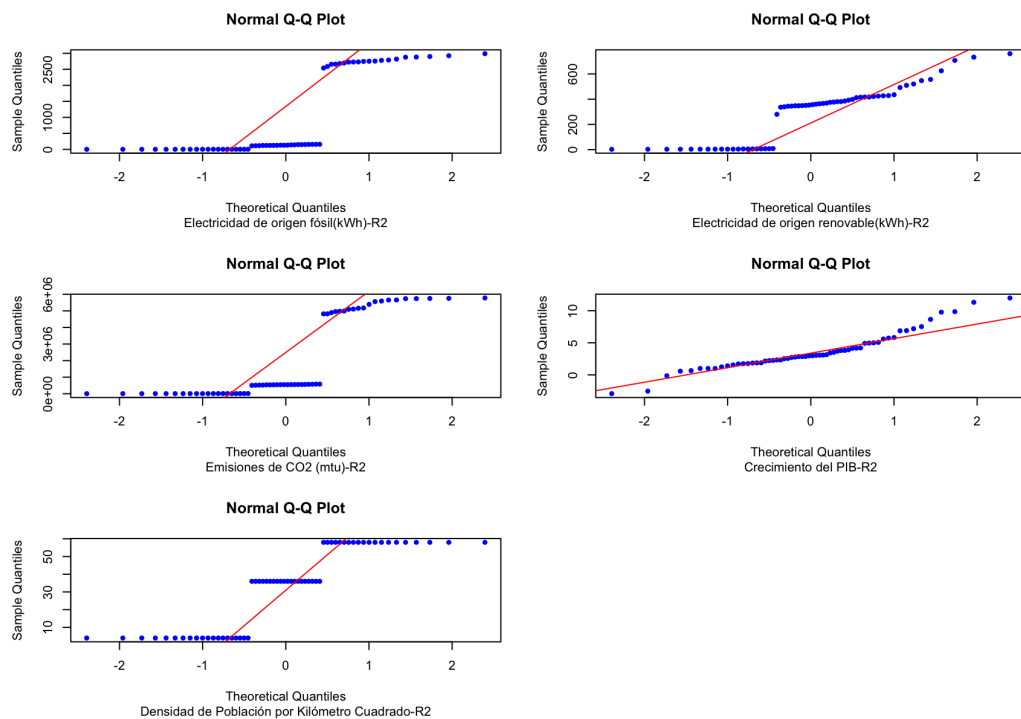 Normal Q-Q Plot
Sample Quantiles
0
1000
2500
-2
-1
0
1
2
Theoretical Quantiles
Electricidad de origen fósil(kWh)-R2
Normal Q-Q Plot
Sample Quantiles
0
200
600
-2
-1
0
1
2
Theoretical Quantiles
Electricidad de origen renovable(kWh)-R2
Normal Q-Q Plot
Sample Quantiles
0e+00
3e+06
6e+06
-2
-1
0
1
2
Theoretical Quantiles
Emisiones de CO2 (mtu)-R2
Normal Q-Q Plot
Sample Quantiles
0
5
10
-2
-1
0
1
2
Theoretical Quantiles
Crecimiento del PIB-R2
Normal Q-Q Plot
Sample Quantiles
10
30
50
-2
-1
0
1
2
Theoretical Quantiles
Densidad de Población por Kilómetro Cuadrado-R2